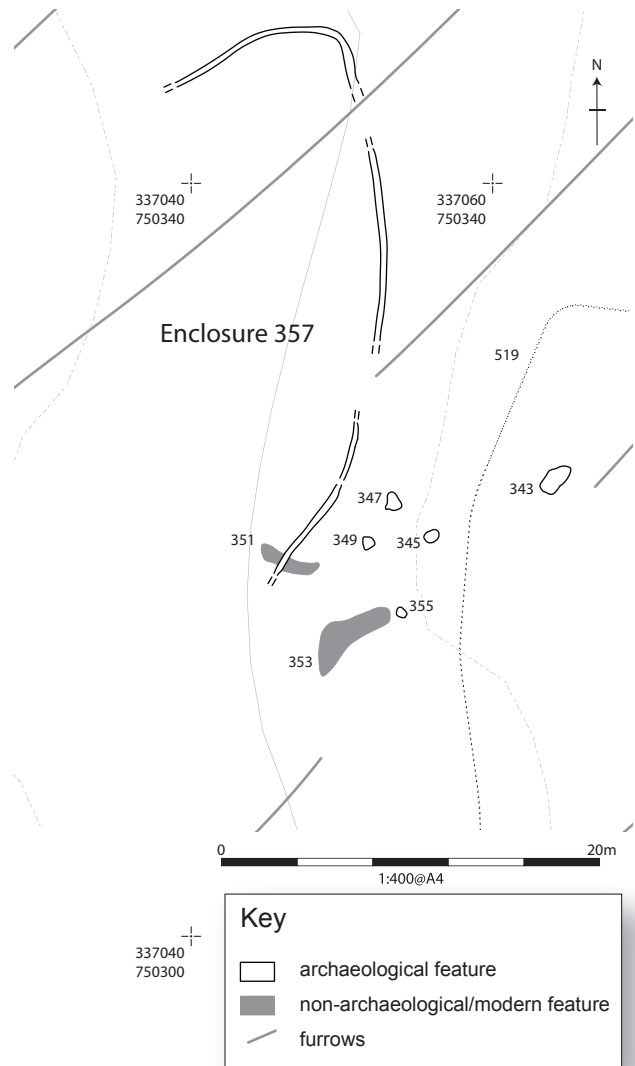 N
337040
750340
337060
750340
Enclosure 357
519
347
343
351
349
345
355
353
0
20m
1:400@A4
337040
750300
Key
archaeological feature
non-archaeological/modern feature
furrows